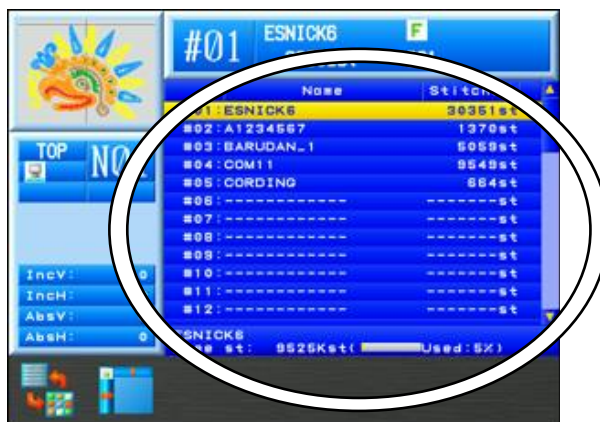 #01 ESNICK6 F
Name Stitch
#01:ESNICK6 30351st
#02:A1234567 1370st
#03:BARUDAN_1 5059st
#04:COM11 9549st
#05:CORDING 664st
#06:------------ -------st
#07:------------ -------st
#08:------------ -------st
#09:------------ -------st
#10:------------ -------st
#11:------------ -------st
#12:------------ -------st
ESNICK6
st: 9525Kst( Used:5%)
TOP
IncV: 0
IncH:
AbsV:
AbsH: 0